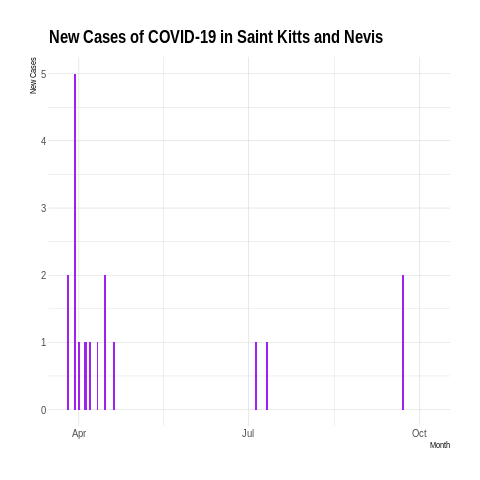 New Cases of COVID-19 in Saint Kitts and Nevis
New Cases
5
4
3
2
1
0
Apr
Jul
Oct
Month